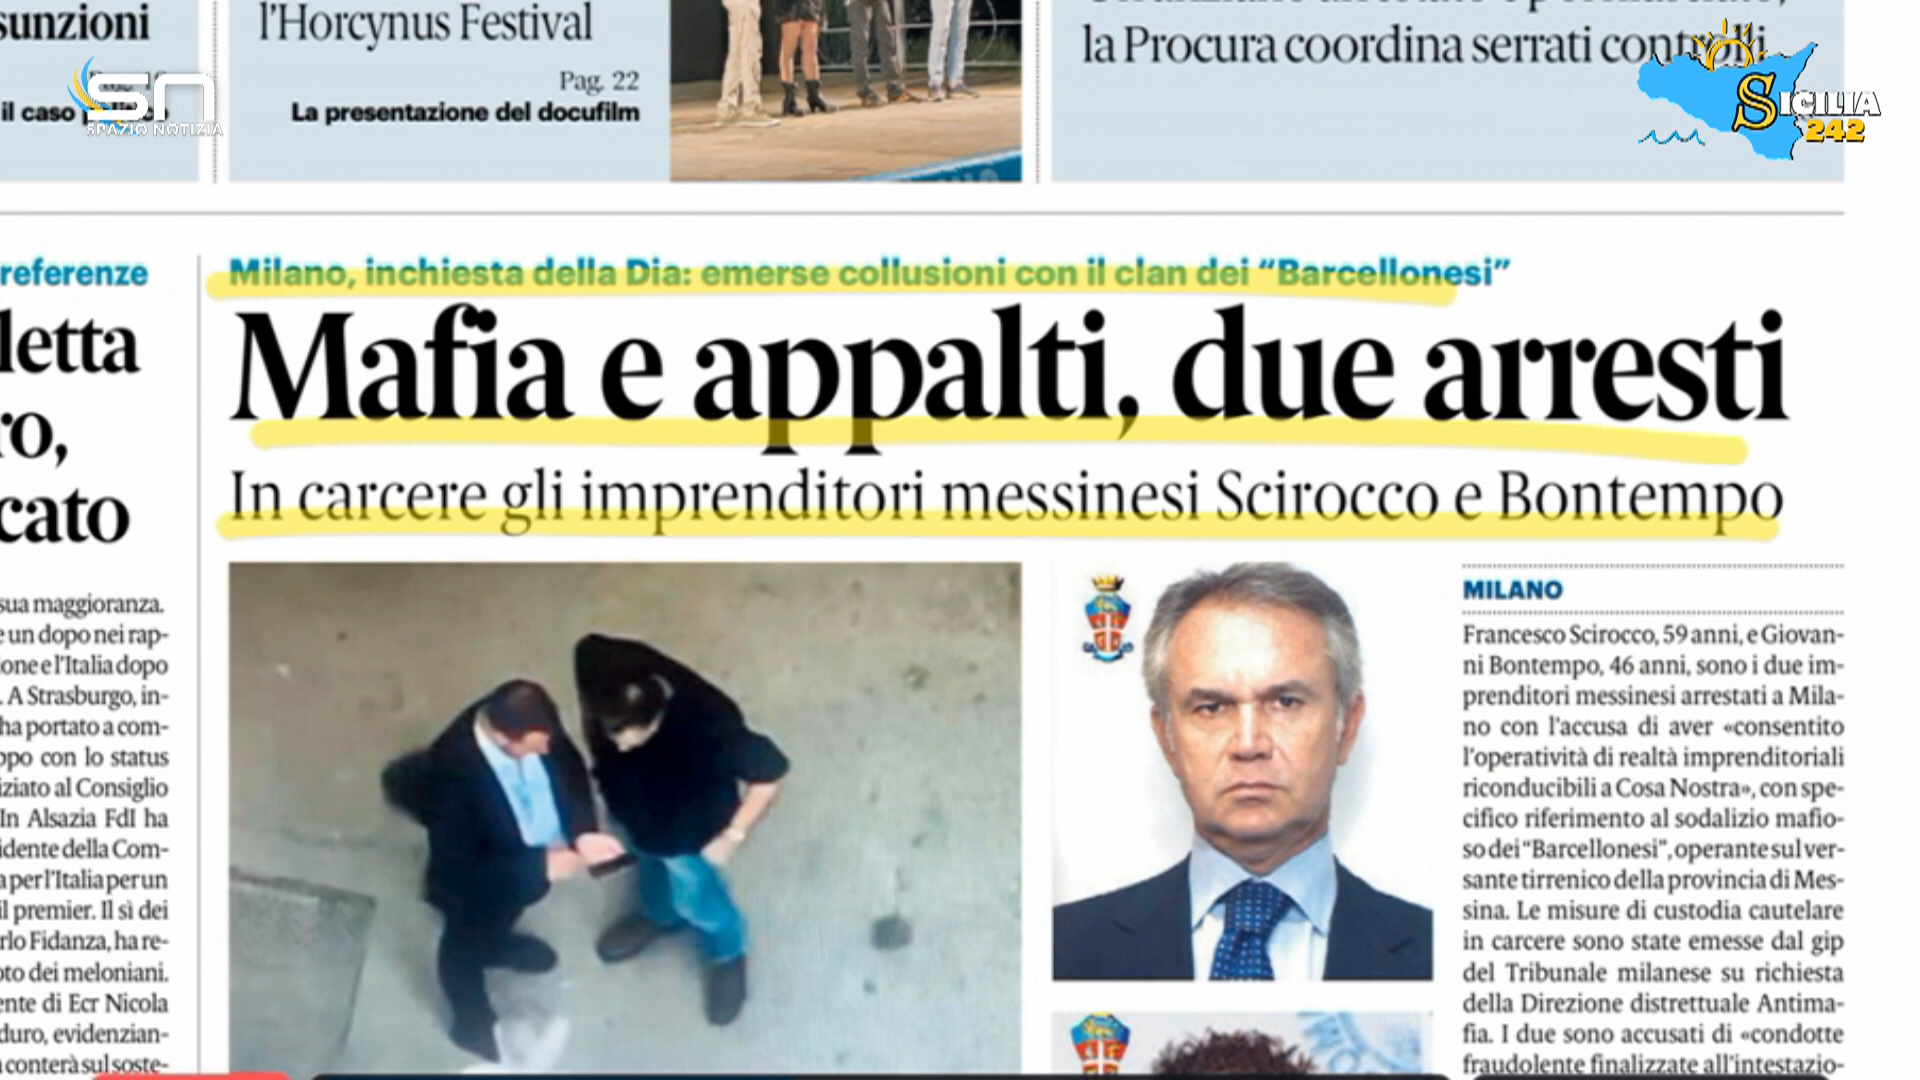 sunzioni
il caso
l'Horcynus Festival
Pag. 22
La presentazione del docufilm
la Procura coordina serrati controlli
SN
SPAZIO NOTIZIA
SICILIA
242
referenze
letta
ro,
cato
sua maggioranza.
e un dopo nei rap-
ione e l'Italia dopo
. A Strasburgo, in-
ha portato a com-
ppo con lo status
iziato al Consiglio
In Alsazia FdI ha
idente della Com-
a per l'Italia per un
il premier. Il sì dei
rlo Fidanza, ha re-
oto dei meloniani.
ente di Ecr Nicola
duro, evidenzian-
a conterà sul soste-
Milano, inchiesta della Dia: emerse collusioni con il clan dei “Barcellonesi”
Mafia e appalti, due arresti
In carcere gli imprenditori messinesi Scirocco e Bontempo
MILANO
Francesco Scirocco, 59 anni, e Giovan-
ni Bontempo, 46 anni, sono i due im-
prenditori messinesi arrestati a Mila-
no con l'accusa di aver «consentito
l'operatività di realtà imprenditoriali
riconducibili a Cosa Nostra», con spe-
cifico riferimento al sodalizio mafio-
so dei “Barcellonesi”, operante sul ver-
sante tirrenico della provincia di Mes-
sina. Le misure di custodia cautelare
in carcere sono state emesse dal gip
del Tribunale milanese su richiesta
della Direzione distrettuale Antima-
fia. I due sono accusati di «condotte
fraudolente finalizzate all'intestazio-